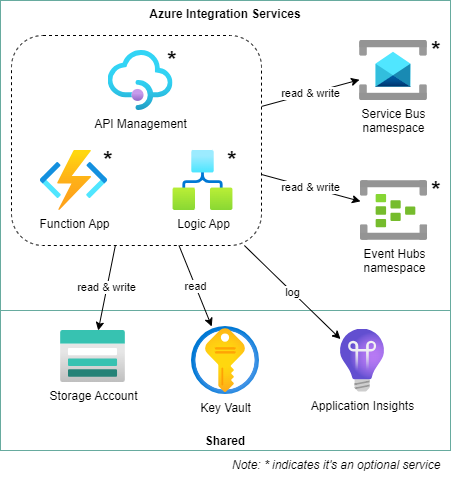 Azure Integration Services
*
API Management
*
Function App
*
Logic App
read & write
*
Service Bus
namespace
read & write
*
Event Hubs
namespace
read & write
read
log
Storage Account
Key Vault
Application Insights
Shared
Note: * indicates it's an optional service